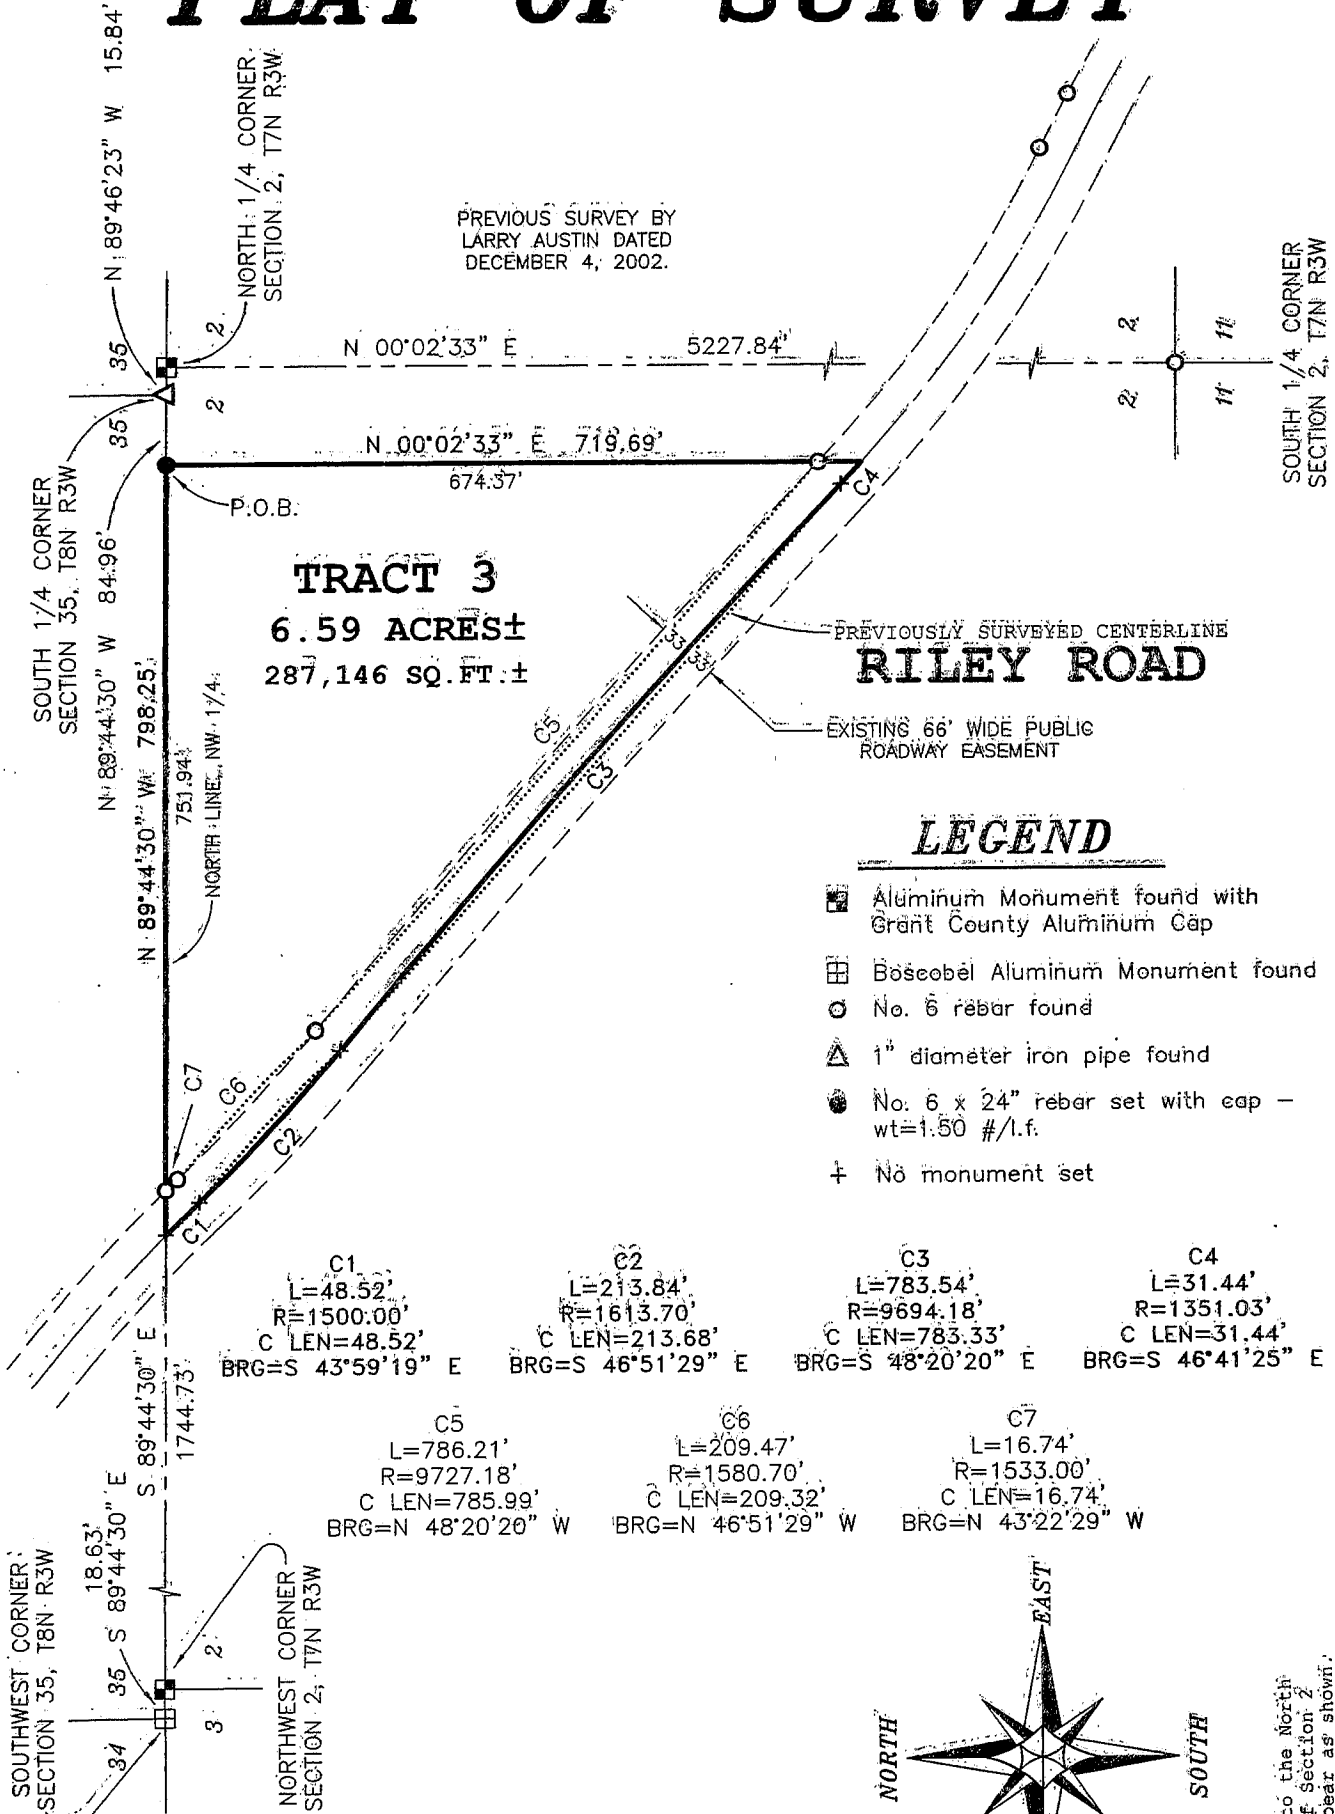 PLAT OF SURVEY
N 89°46'23" W 15.84'
NORTH 1/4 CORNER
SECTION 2, T7N R3W
PREVIOUS SURVEY BY
LARRY AUSTIN DATED
DECEMBER 4, 2002.
35
2
N 00°02'33" E 5227.84'
2
11
2
11
SOUTH 1/4 CORNER
SECTION 2, T7N R3W
35
2
N 00°02'33" E 719.69'
674.37'
C4
P.O.B.
SOUTH 1/4 CORNER
SECTION 35, T8N R3W
N 89°44'30" W 84.96'
TRACT 3
6.59 ACRES±
287,146 SQ.FT.±
33
33
PREVIOUSLY SURVEYED CENTERLINE
RILEY ROAD
EXISTING 66' WIDE PUBLIC
ROADWAY EASEMENT
N 89°44'30" W 798.25'
751.94'
NORTH LINE, NW 1/4
C5
C3
LEGEND
Aluminum Monument found with
Grant County Aluminum Cap
Boscobel Aluminum Monument found
No. 6 rebar found
1" diameter iron pipe found
No. 6 x 24" rebar set with cap –
wt=1.50 #/l.f.
No monument set
C7
C6
C2
C1
C1
L=48.52'
R=1500.00'
C LEN=48.52'
BRG=S 43°59'19" E
C2
L=213.84'
R=1613.70'
C LEN=213.68'
BRG=S 46°51'29" E
C3
L=783.54'
R=9694.18'
C LEN=783.33'
BRG=S 48°20'20" E
C4
L=31.44'
R=1351.03'
C LEN=31.44'
BRG=S 46°41'25" E
C5
L=786.21'
R=9727.18'
C LEN=785.99'
BRG=N 48°20'20" W
C6
L=209.47'
R=1580.70'
C LEN=209.32'
BRG=N 46°51'29" W
C7
L=16.74'
R=1533.00'
C LEN=16.74'
BRG=N 43°22'29" W
S 89°44'30" E
1744.73'
18.63'
S 89°44'30" E
SOUTHWEST CORNER
SECTION 35, T8N R3W
35
2
34
3
NORTHWEST CORNER
SECTION 2, T7N R3W
EAST
NORTH
SOUTH
to the North
f Section 2
bear as shown.